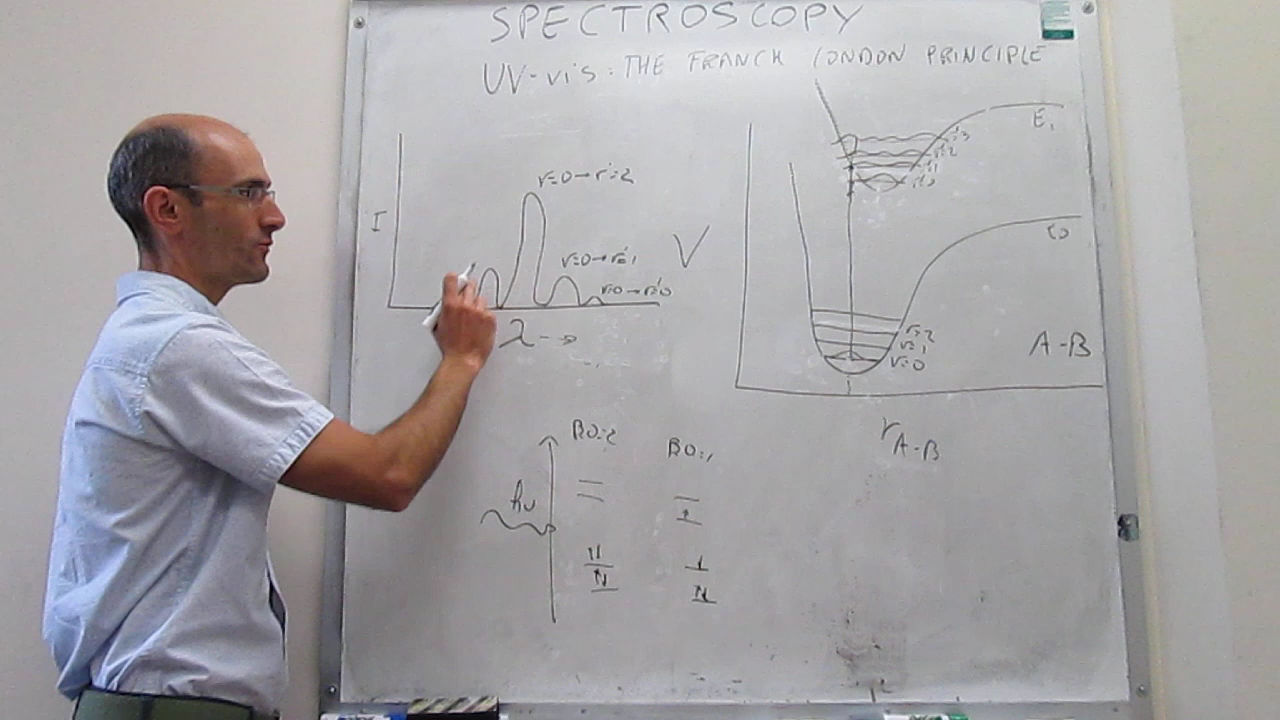 SPECTROSCOPY
UV-vis: THE FRANCK CONDON PRINCIPLE
I
v=0→v'=2
v=0→v'=1
v=0→v'=0
λ→
V
E₁
v'=3
v'=2
v'=1
v'=0
E₀
v=2
v=1
v=0
A-B
r A-B
BO=2
BO=1
hν